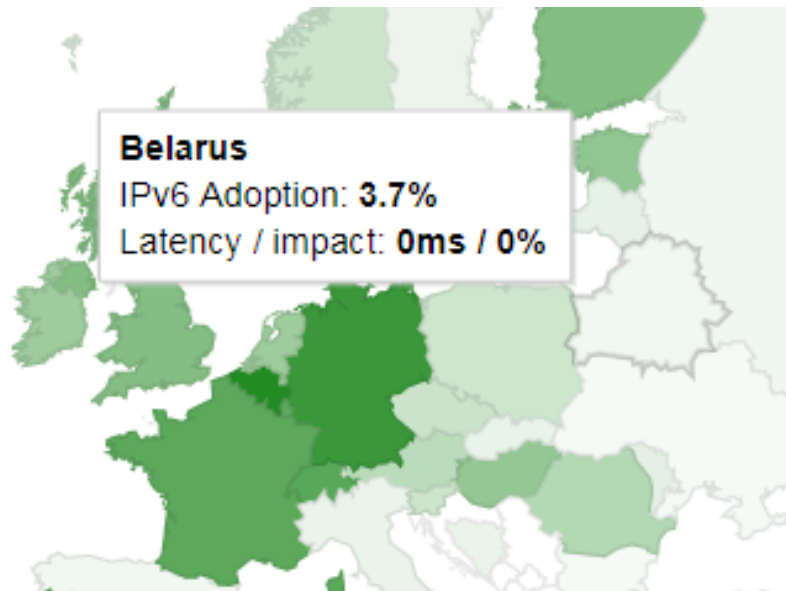 Belarus
IPv6 Adoption: 3.7%
Latency / impact: 0ms / 0%